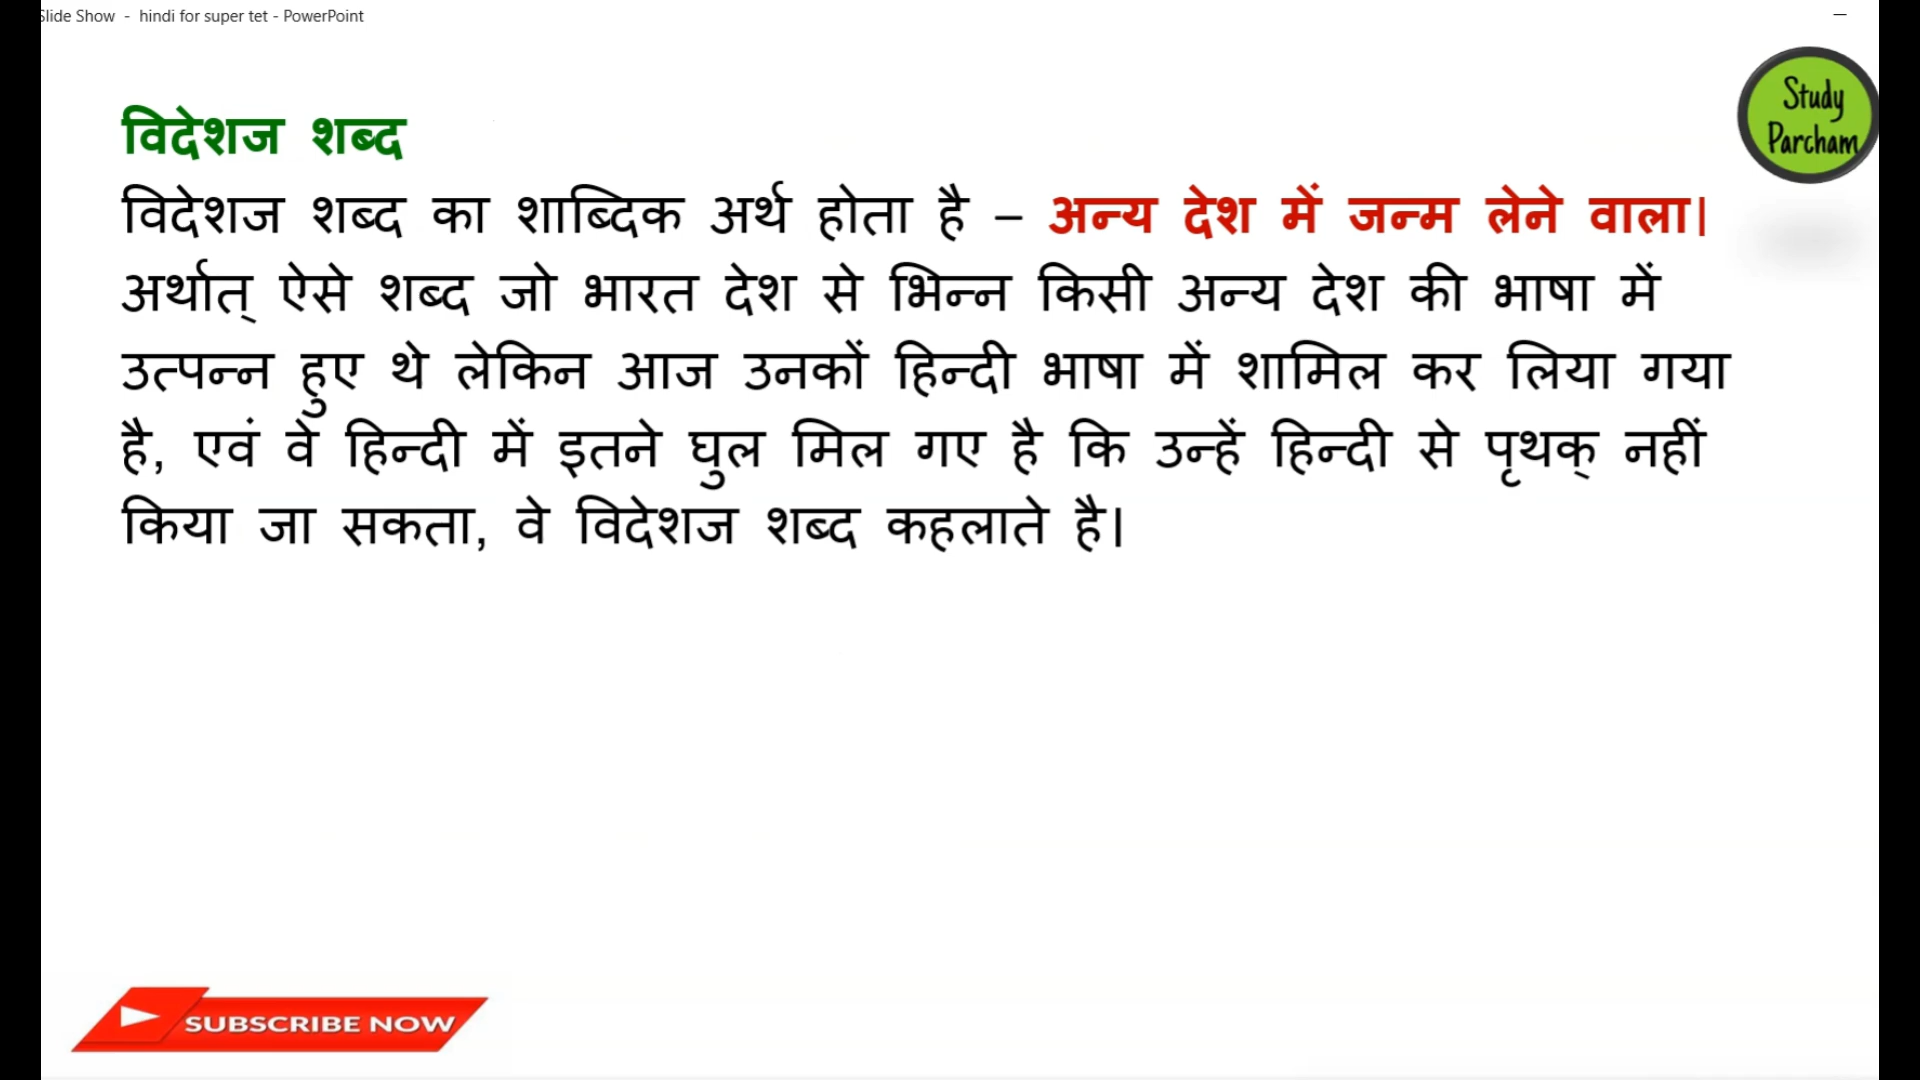 Slide Show - hindi for super tet - PowerPoint
Study
Parcham
विदेशज शब्द
विदेशज शब्द का शाब्दिक अर्थ होता है – अन्य देश में जन्म लेने वाला|
अर्थात् ऐसे शब्द जो भारत देश से भिन्न किसी अन्य देश की भाषा में
उत्पन्न हुए थे लेकिन आज उनकों हिन्दी भाषा में शामिल कर लिया गया
है, एवं वे हिन्दी में इतने घुल मिल गए है कि उन्हें हिन्दी से पृथक् नहीं
किया जा सकता, वे विदेशज शब्द कहलाते है|
SUBSCRIBE NOW